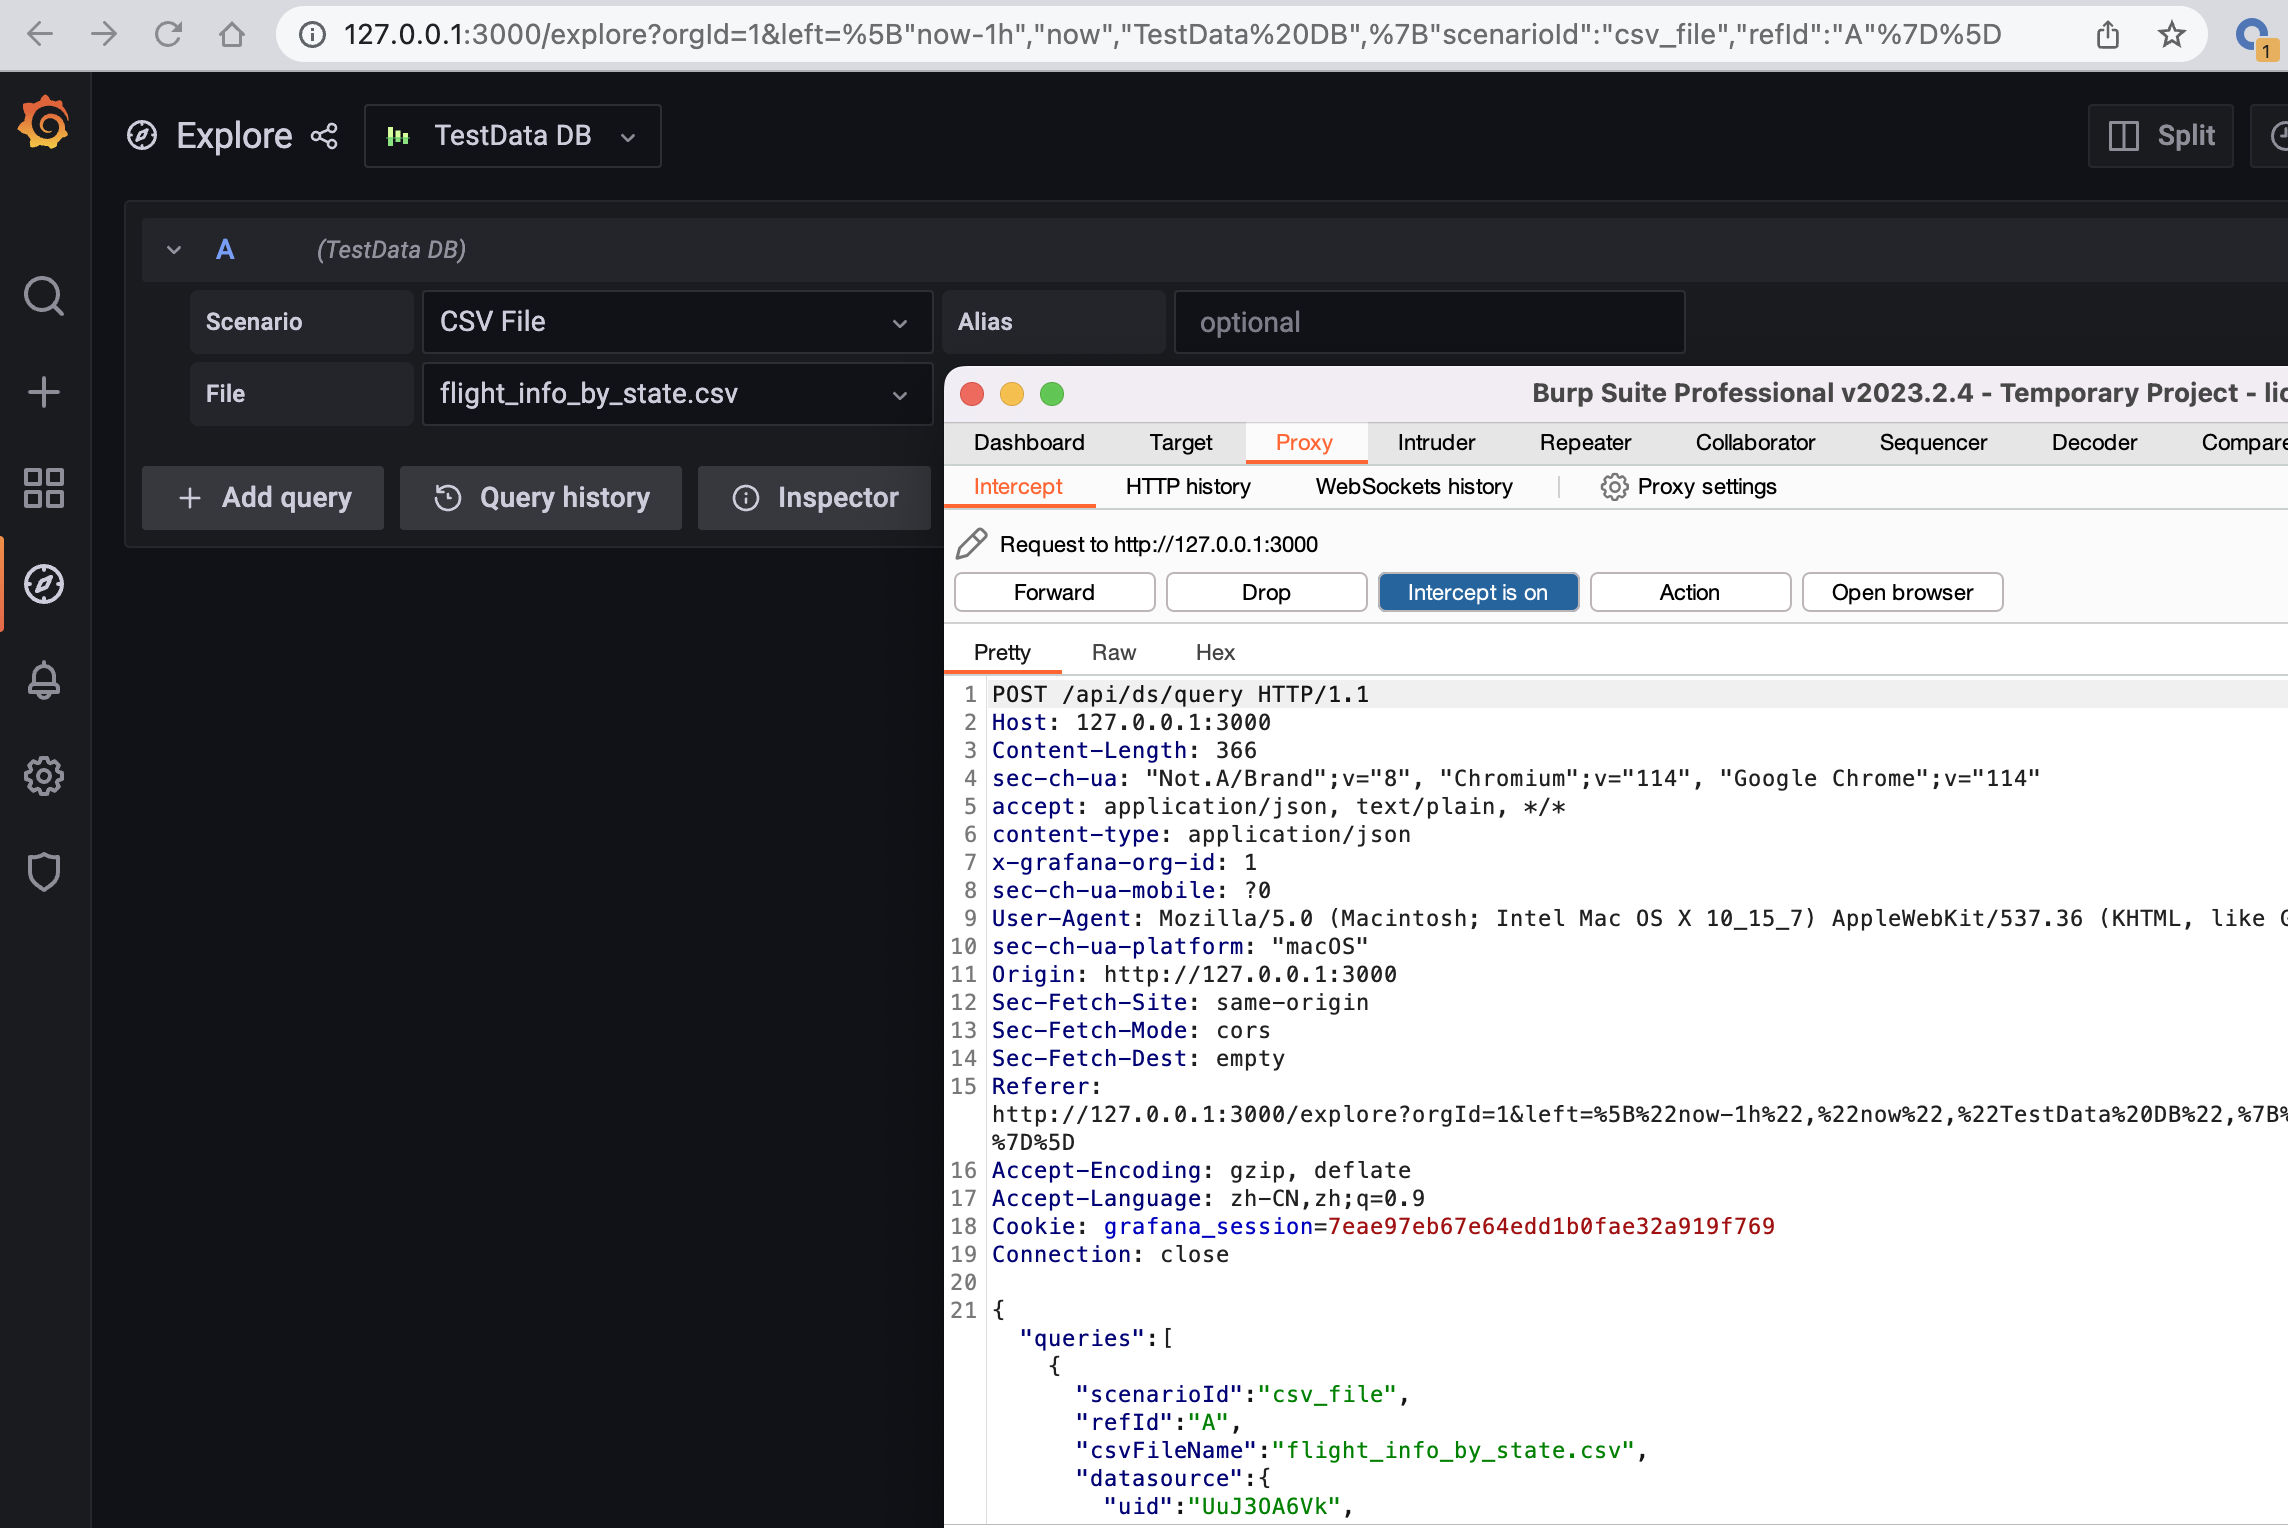 127.0.0.1:3000/explore?orgId=1&left=%5B"now-1h","now","TestData%20DB",%7B"scenarioId":"csv_file","refId":"A"%7D%5D
1
Explore
TestData DB
Split
A
(TestData DB)
Scenario
CSV File
Alias
optional
File
flight_info_by_state.csv
Add query
Query history
Inspector
Burp Suite Professional v2023.2.4 - Temporary Project - lic
Dashboard Target Proxy Intruder Repeater Collaborator Sequencer Decoder Compare
Intercept HTTP history WebSockets history Proxy settings
Request to http://127.0.0.1:3000
Forward Drop Intercept is on Action Open browser
Pretty Raw Hex
1 POST /api/ds/query HTTP/1.1
2 Host: 127.0.0.1:3000
3 Content-Length: 366
4 sec-ch-ua: "Not.A/Brand";v="8", "Chromium";v="114", "Google Chrome";v="114"
5 accept: application/json, text/plain, */*
6 content-type: application/json
7 x-grafana-org-id: 1
8 sec-ch-ua-mobile: ?0
9 User-Agent: Mozilla/5.0 (Macintosh; Intel Mac OS X 10_15_7) AppleWebKit/537.36 (KHTML, like G
10 sec-ch-ua-platform: "macOS"
11 Origin: http://127.0.0.1:3000
12 Sec-Fetch-Site: same-origin
13 Sec-Fetch-Mode: cors
14 Sec-Fetch-Dest: empty
15 Referer:
http://127.0.0.1:3000/explore?orgId=1&left=%5B%22now-1h%22,%22now%22,%22TestData%20DB%22,%7B%
%7D%5D
16 Accept-Encoding: gzip, deflate
17 Accept-Language: zh-CN,zh;q=0.9
18 Cookie: grafana_session=7eae97eb67e64edd1b0fae32a919f769
19 Connection: close
20
21 {
"queries":[
{
"scenarioId":"csv_file",
"refId":"A",
"csvFileName":"flight_info_by_state.csv",
"datasource":{
"uid":"UuJ3OA6Vk",